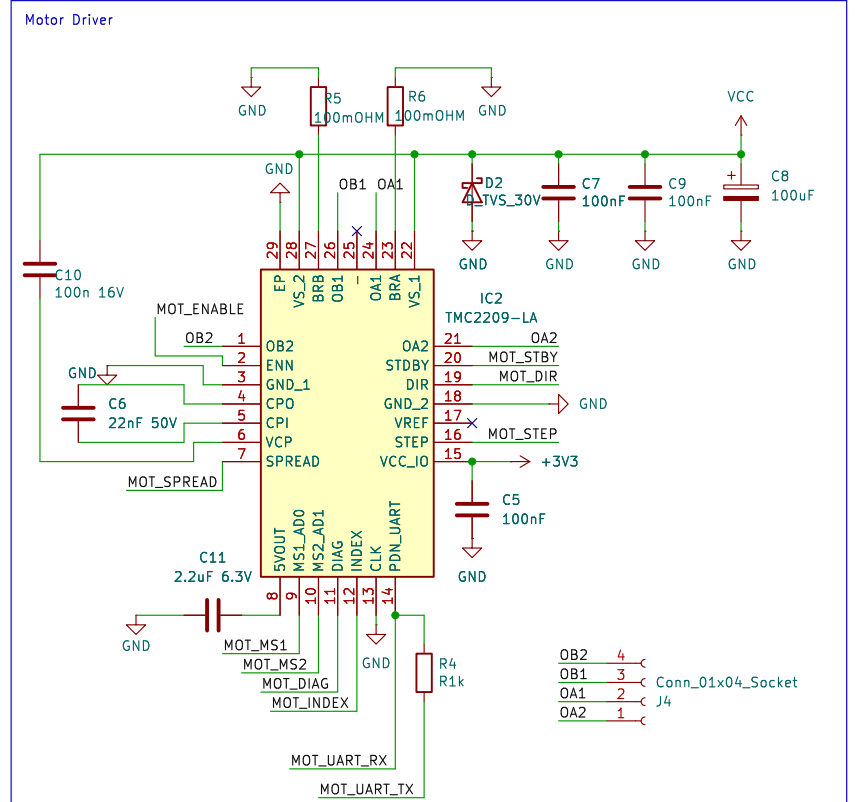 Motor Driver
R5
100mOHM
R6
100mOHM
GND
GND
VCC
GND
OB1
OA1
D2
D_TVS_30V
C7
100nF
C9
100nF
C8
100uF
+
GND
GND
GND
GND
29
28
27
26
25
24
23
22
EP
VS_2
BRB
OB1
—
OA1
BRA
VS_1
C10
100n 16V
IC2
TMC2209-LA
MOT_ENABLE
OB2
1
OB2
OA2
21
OA2
2
ENN
STDBY
20
MOT_STBY
GND
3
GND_1
DIR
19
MOT_DIR
4
CPO
GND_2
18
GND
C6
22nF 50V
5
CPI
VREF
17
6
VCP
STEP
16
MOT_STEP
7
SPREAD
VCC_IO
15
+3V3
MOT_SPREAD
C5
100nF
GND
5VOUT
MS1_AD0
MS2_AD1
DIAG
INDEX
CLK
PDN_UART
C11
2.2uF 6.3V
8
9
10
11
12
13
14
GND
GND
MOT_MS1
MOT_MS2
MOT_DIAG
MOT_INDEX
R4
R1k
MOT_UART_RX
MOT_UART_TX
OB2
4
OB1
3
OA1
2
OA2
1
Conn_01x04_Socket
J4